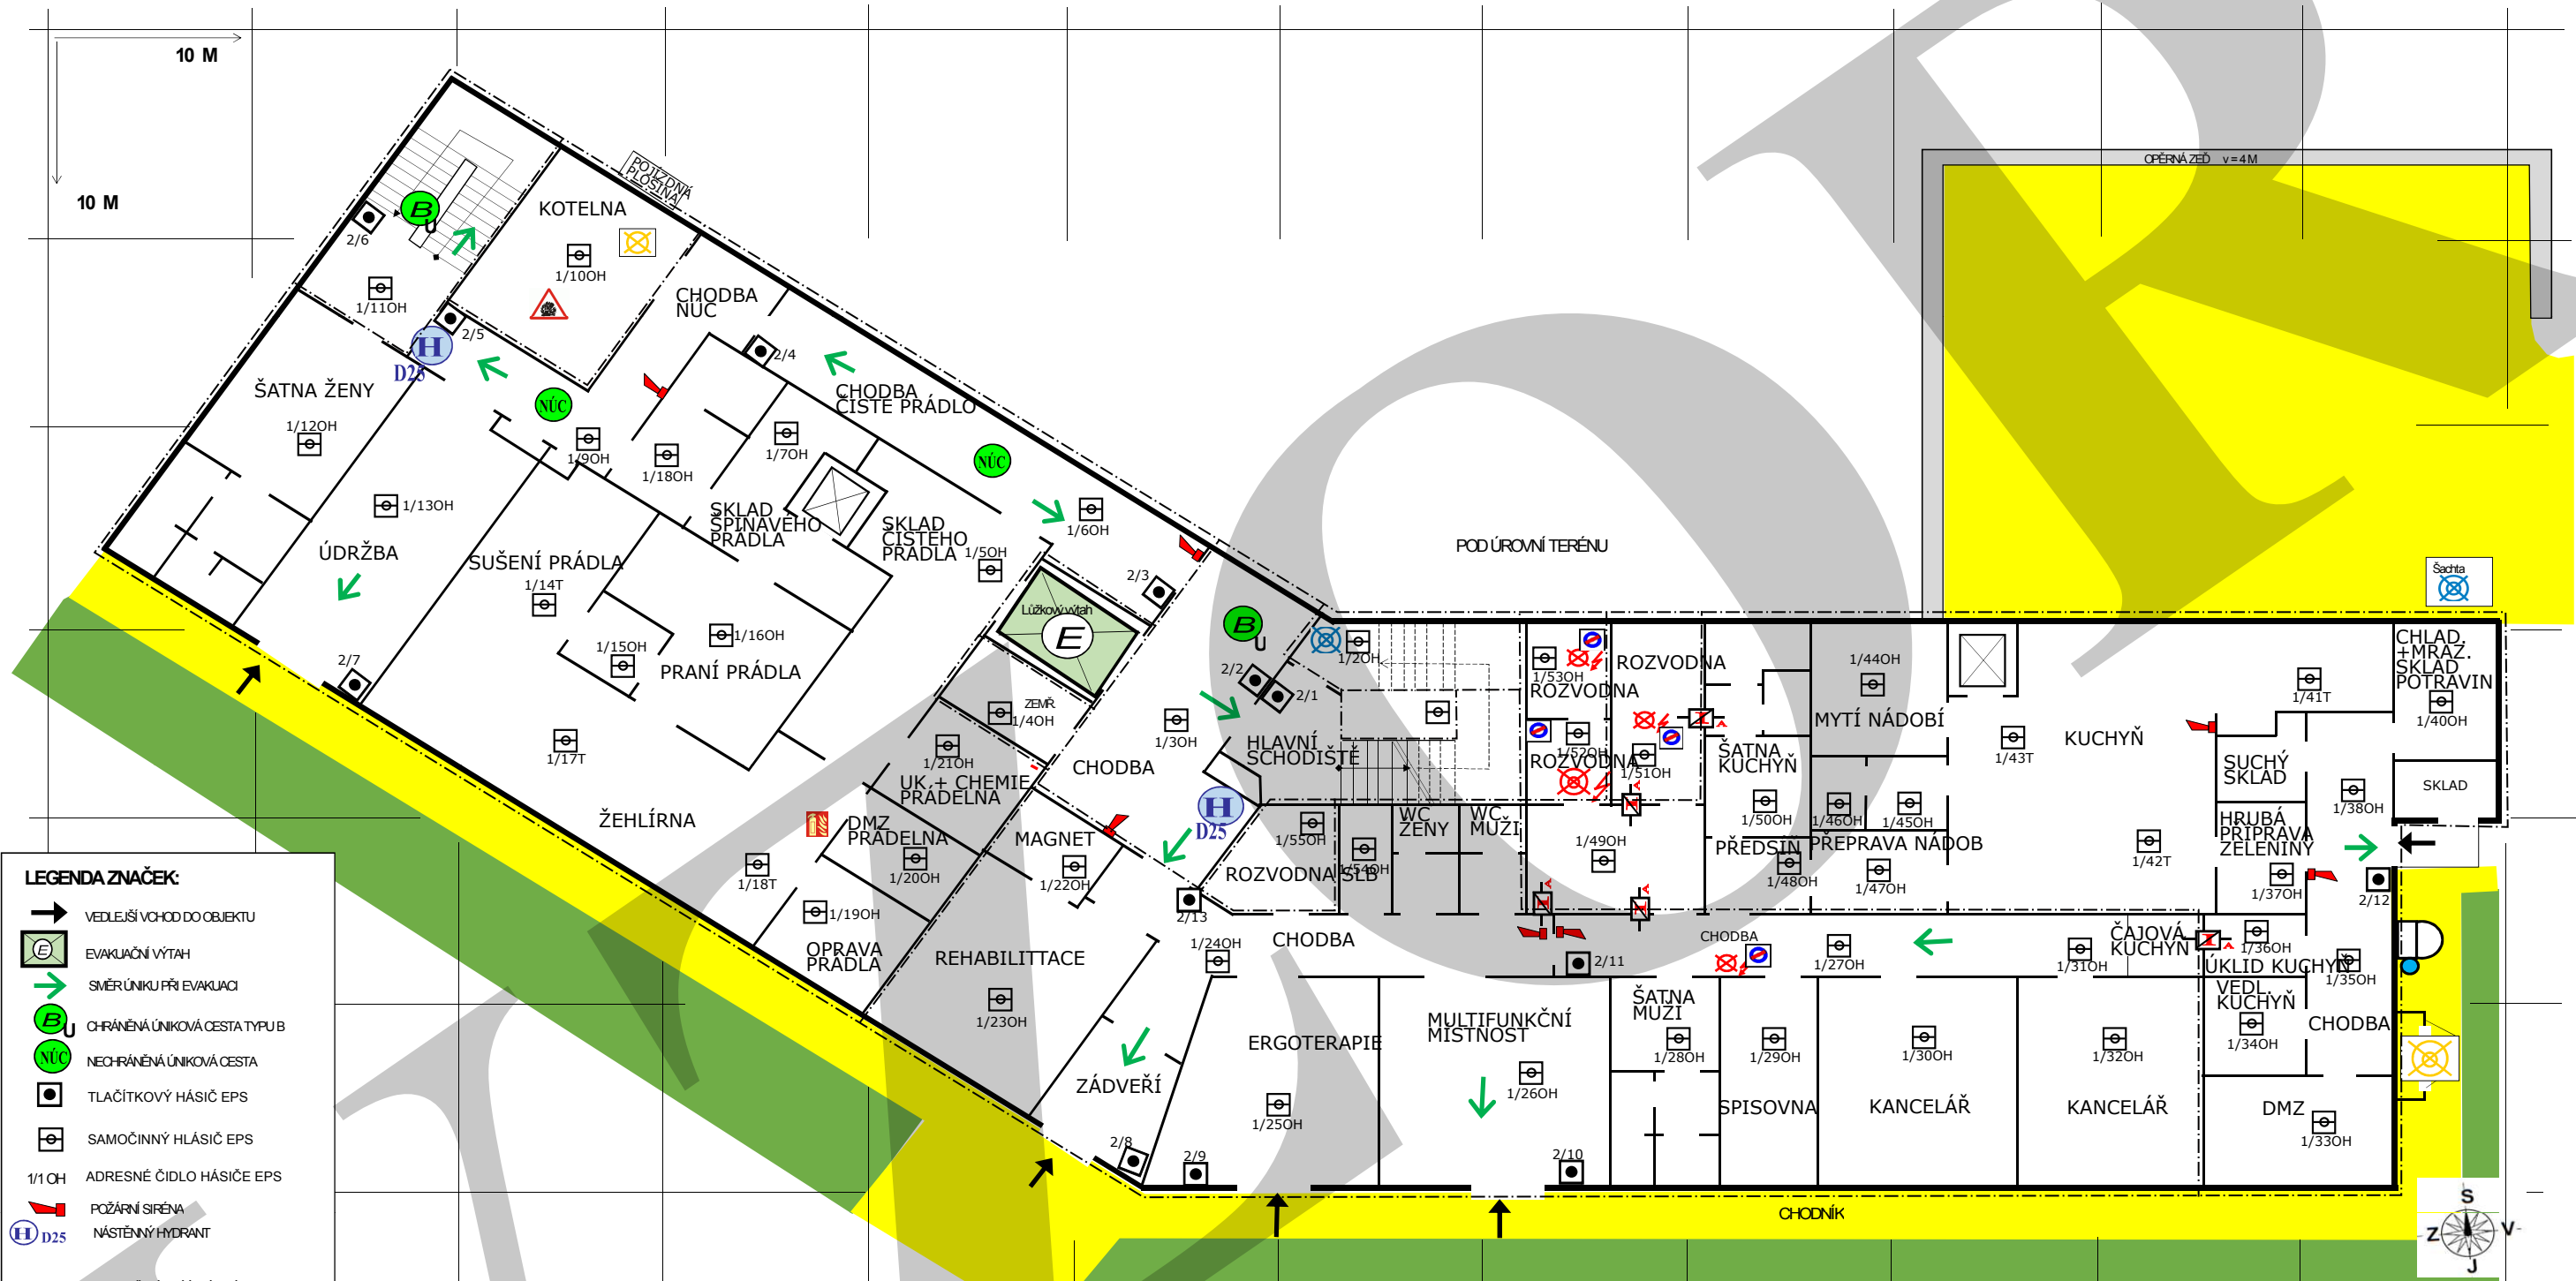 10 M
10 M
OPĚRNÁ ZEĎ v = 4 M
POJÍZDNÁ
PLOŠINA
KOTELNA
B
U
2/6
1/10OH
1/11OH
CHODBA
NÚC
2/5
H
D25
2/4
ŠATNA ŽENY
NÚC
CHODBA
ČISTÉ PRÁDLO
1/12OH
1/9OH
1/18OH
1/7OH
NÚC
1/13OH
ÚDRŽBA
SKLAD
ŠPINAVÉHO
PRÁDLA
SKLAD
ČISTÉHO
PRÁDLA
1/5OH
1/6OH
POD ÚROVNÍ TERÉNU
SUŠENÍ PRÁDLA
1/14T
2/3
Šachta
Lůžkový výtah
E
B
U
1/15OH
1/16OH
PRANÍ PRÁDLA
2/7
1/2OH
2/2
2/1
1/53OH
ROZVODNA
ROZVODNA
1/44OH
CHLAD.
+MRAZ.
SKLAD
POTRAVIN
1/41T
1/40OH
ZEMŘ.
1/4OH
1/3OH
MYTÍ NÁDOBÍ
1/17T
1/21OH
UK.+ CHEMIE
PRÁDELNA
CHODBA
HLAVNÍ
SCHODIŠTĚ
1/52OH
ROZVODNA
1/51OH
ŠATNA
KUCHYŇ
1/43T
KUCHYŇ
SUCHÝ
SKLAD
SKLAD
1/38OH
ŽEHLÍRNA
DMZ
PRÁDELNA
MAGNET
H
D25
1/55OH
WC
ŽENY
WC
MUŽI
1/50OH
1/46OH
1/45OH
HRUBÁ
PŘÍPRAVA
ZELENINY
1/18T
1/20OH
1/22OH
ROZVODNA SLB
1/54OH
1/49OH
PŘEDSÍŇ
PŘEPRAVA NÁDOB
1/48OH
1/47OH
1/42T
1/37OH
2/12
1/19OH
2/13
OPRAVA
PRÁDLA
REHABILITTACE
1/24OH
CHODBA
2/11
CHODBA
1/27OH
1/31OH
ČAJOVÁ
KUCHYŇ
1/36OH
ÚKLID KUCHYŇ
1/35OH
1/23OH
ERGOTERAPIE
MULTIFUNKČNÍ
MÍSTNOST
ŠATNA
MUŽI
1/28OH
1/29OH
1/30OH
1/32OH
VEDL.
KUCHYŇ
1/34OH
CHODBA
ZÁDVEŘÍ
1/25OH
1/26OH
SPISOVNA
KANCELÁŘ
KANCELÁŘ
DMZ
1/33OH
2/8
2/9
2/10
CHODNÍK
S
Z
V
J
LEGENDA ZNAČEK:
VEDLEJŠÍ VCHOD DO OBJEKTU
E
EVAKUAČNÍ VÝTAH
SMĚR ÚNIKU PŘI EVAKUACI
B
U
CHRÁNĚNÁ ÚNIKOVÁ CESTA TYPU B
NÚC
NECHRÁNĚNÁ ÚNIKOVÁ CESTA
TLAČÍTKOVÝ HÁSIČ EPS
SAMOČINNÝ HLÁSIČ EPS
1/1 OH ADRESNÉ ČIDLO HÁSIČE EPS
POŽÁRNÍ SIRÉNA
H D25 NÁSTĚNNÝ HYDRANT